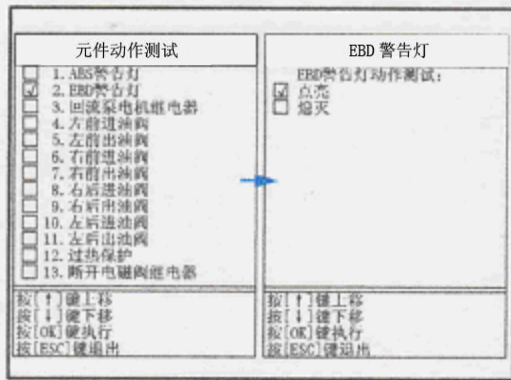 元件动作测试
1. ABS警告灯
2. EBD警告灯
3. 回流泵电机继电器
4. 左前进油阀
5. 左前出油阀
6. 右前进油阀
7. 右前出油阀
8. 右后进油阀
9. 右后出油阀
10. 左后进油阀
11. 左后出油阀
12. 过热保护
13. 断开电磁阀继电器
按[↑]键上移
按[↓]键下移
按[OK]键执行
按[ESC]键退出
EBD 警告灯
EBD警告灯动作测试:
点亮
熄灭
按[↑]键上移
按[↓]键下移
按[OK]键执行
按[ESC]键退出